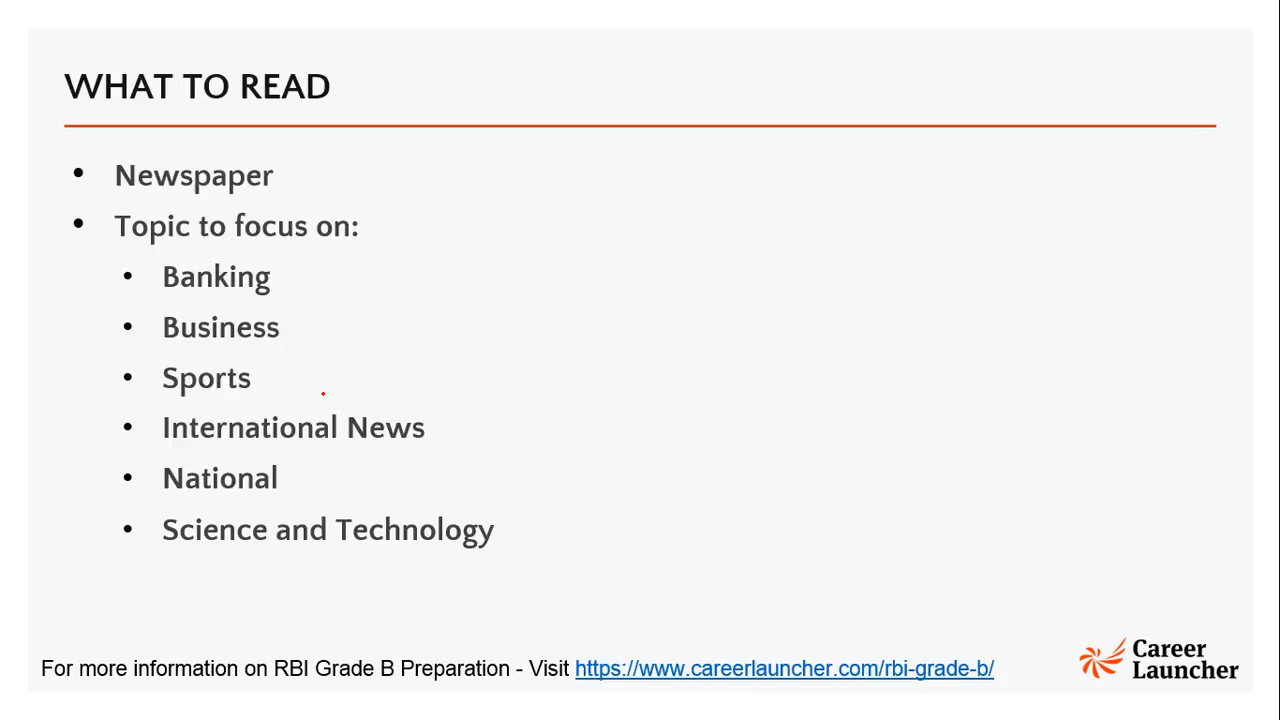 WHAT TO READ
• Newspaper
• Topic to focus on:
• Banking
• Business
• Sports
• International News
• National
• Science and Technology
For more information on RBI Grade B Preparation - Visit https://www.careerlauncher.com/rbi-grade-b/
Career
Launcher